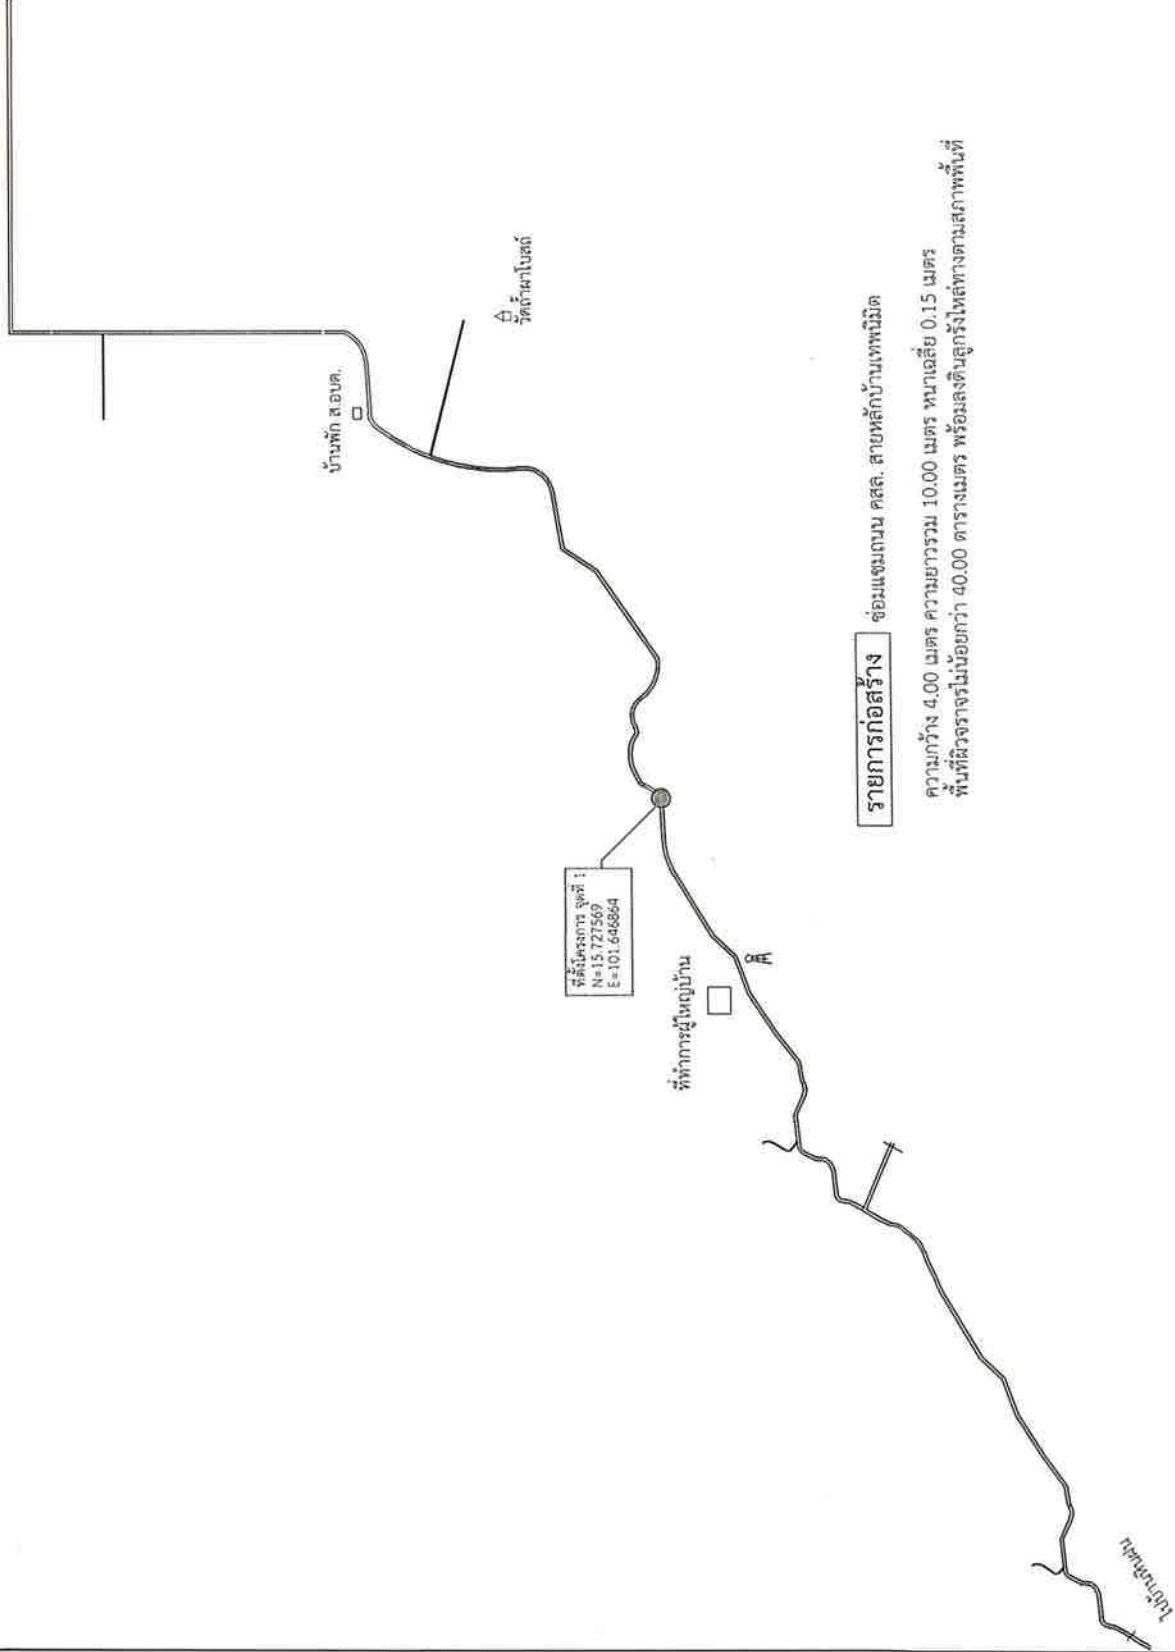 บ้านพัก ส.อบต.
วัดถ้ำผาโบสถ์
ที่ตั้งโครงการ จุดที่ 1
N=15.727569
E=101.646864
ที่ทำการผู้ใหญ่บ้าน
รายการก่อสร้าง ซ่อมแซมถนน คสล. สายหลักบ้านเทพนิมิต
ความกว้าง 4.00 เมตร ความยาวรวม 10.00 เมตร หนาเฉลี่ย 0.15 เมตร
พื้นที่ผิวจราจรไม่น้อยกว่า 40.00 ตารางเมตร พร้อมลงดินลูกรังไหล่ทางตามสภาพพื้นที่